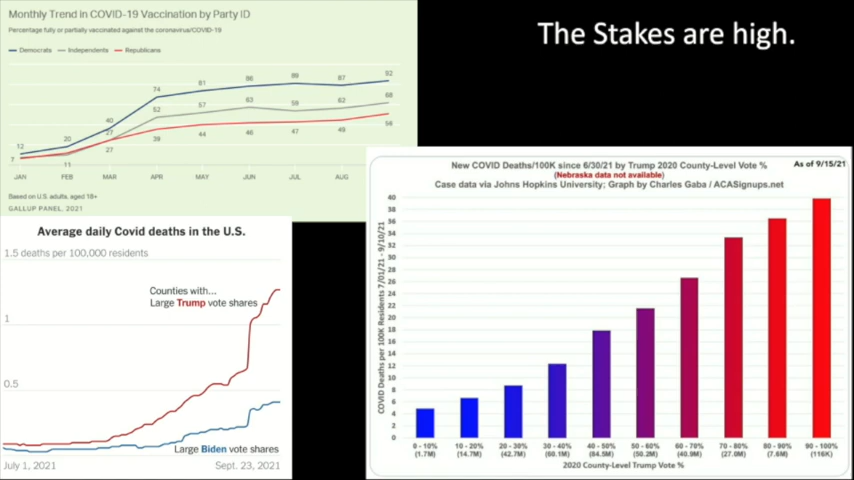 Monthly Trend in COVID-19 Vaccination by Party ID
Percentage fully or partially vaccinated against the coronavirus/COVID-19
Democrats Independents Republicans
12 20 40 74 81 88 89 87 92
52 57 63 59 62 68
7 11 27 39 44 46 47 49 56
JAN FEB MAR APR MAY JUN JUL AUG
Based on U.S. adults, aged 18+
GALLUP PANEL, 2021
The Stakes are high.
Average daily Covid deaths in the U.S.
1.5 deaths per 100,000 residents
Counties with...
Large Trump vote shares
1
0.5
Large Biden vote shares
July 1, 2021 Sept. 23, 2021
New COVID Deaths/100K since 6/30/21 by Trump 2020 County-Level Vote %
As of 9/15/21
(Nebraska data not available)
Case data via Johns Hopkins University; Graph by Charles Gaba / ACASignups.net
COVID Deaths per 100K Residents 7/01/21 - 9/10/21
40
38
36
34
32
30
28
26
24
22
20
18
16
14
12
10
8
6
4
2
0
0 - 10% 10 - 20% 20 - 30% 30 - 40% 40 - 50% 50 - 60% 60 - 70% 70 - 80% 80 - 90% 90 - 100%
(1.7M) (14.7M) (42.7M) (60.1M) (84.5M) (50.2M) (40.9M) (27.0M) (7.6M) (116K)
2020 County-Level Trump Vote %